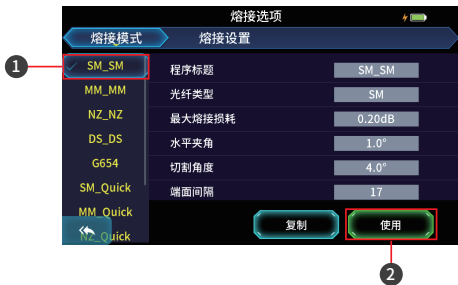 熔接选项
熔接模式
熔接设置
1
SM_SM
MM_MM
NZ_NZ
DS_DS
G654
SM_Quick
MM_Quick
NZ_Quick
程序标题 SM_SM
光纤类型 SM
最大熔接损耗 0.20dB
水平夹角 1.0°
切割角度 4.0°
端面间隔 17
复制
使用
2